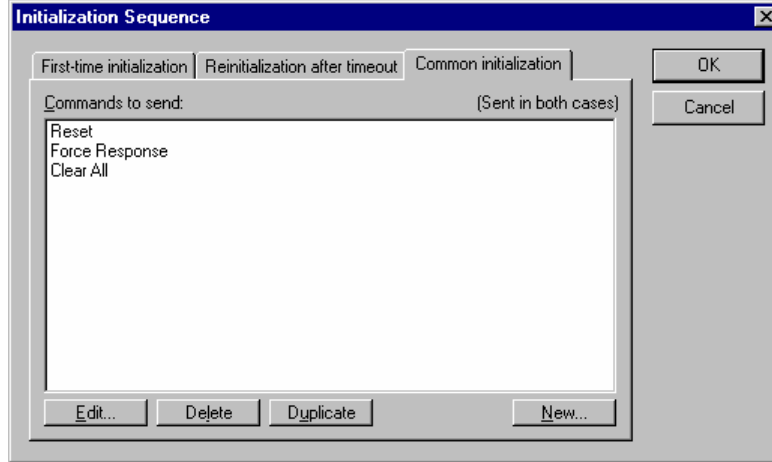 Initialization Sequence
First-time initialization Reinitialization after timeout Common initialization
OK
Commands to send: (Sent in both cases)
Cancel
Reset
Force Response
Clear All
Edit... Delete Duplicate New...